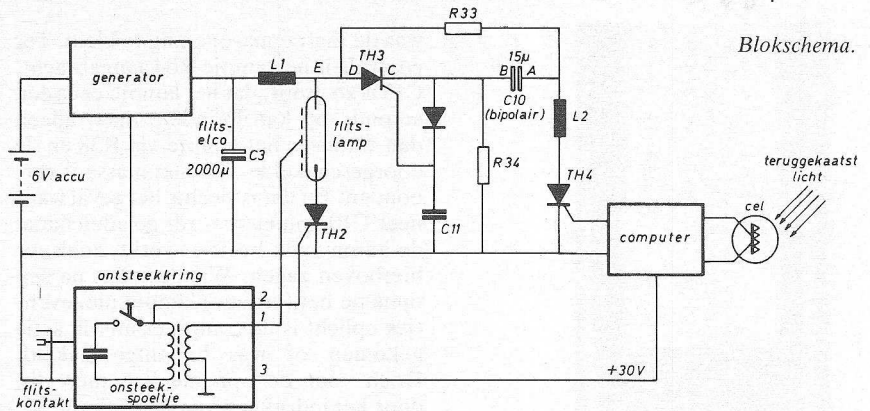 Blokschema.
R33
generator
L1
E
D
TH3
C
15µ
B
A
C10
(bipolair)
L2
flits-
elco
C3
2000µ
flits-
lamp
6V accu
R34
TH4
teruggekaatst
licht
cel
TH2
C11
computer
ontsteekkring
2
1
3
+30V
flits-
kontakt
onsteek-
spoeltje